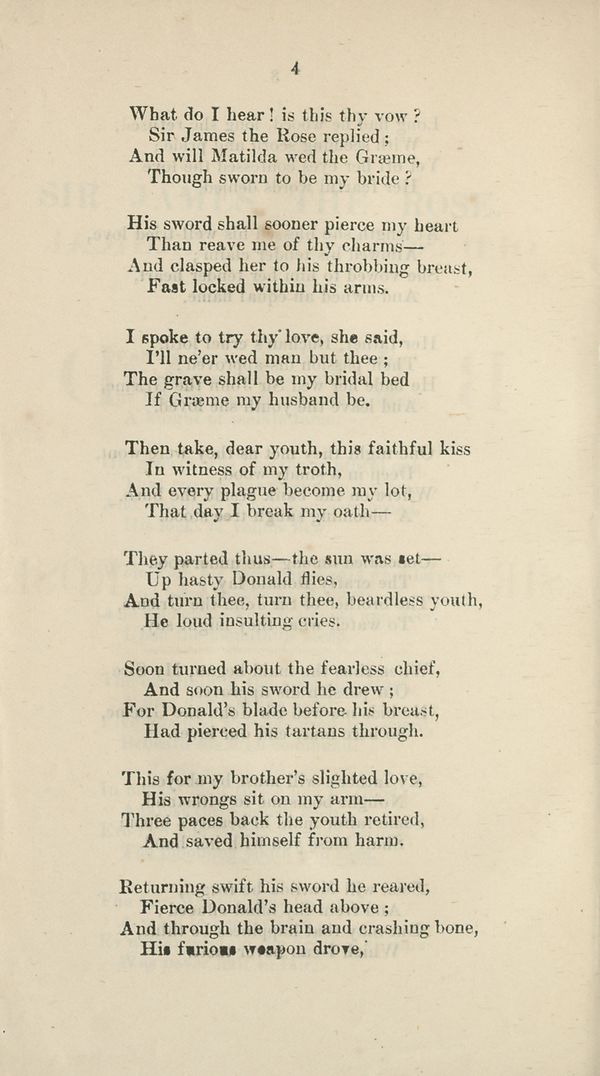 4
What do I hear! is this thy vow?
Sir James the Rose replied;
And will Matilda wed the Græme,
Though sworn to be my bride?
His sword shall sooner pierce my heart
Than reave me of thy charms—
And clasped her to his throbbing breast,
Fast locked within his arms.
I spoke to try thy love, she said,
I'll ne'er wed man but thee;
The grave shall be my bridal bed
If Græme my husband be.
Then take, dear youth, this faithful kiss
In witness of my troth,
And every plague become my lot,
That day I break my oath—
They parted thus—the sun was set—
Up hasty Donald flies,
And turn thee, turn thee, beardless youth,
He loud insulting cries.
Soon turned about the fearless chief,
And soon his sword he drew;
For Donald's blade before his breast,
Had pierced his tartans through.
This for my brother's slighted love,
His wrongs sit on my arm—
Three paces back the youth retired,
And saved himself from harm.
Returning swift his sword he reared,
Fierce Donald's head above;
And through the brain and crashing bone,
His furious weapon drove,